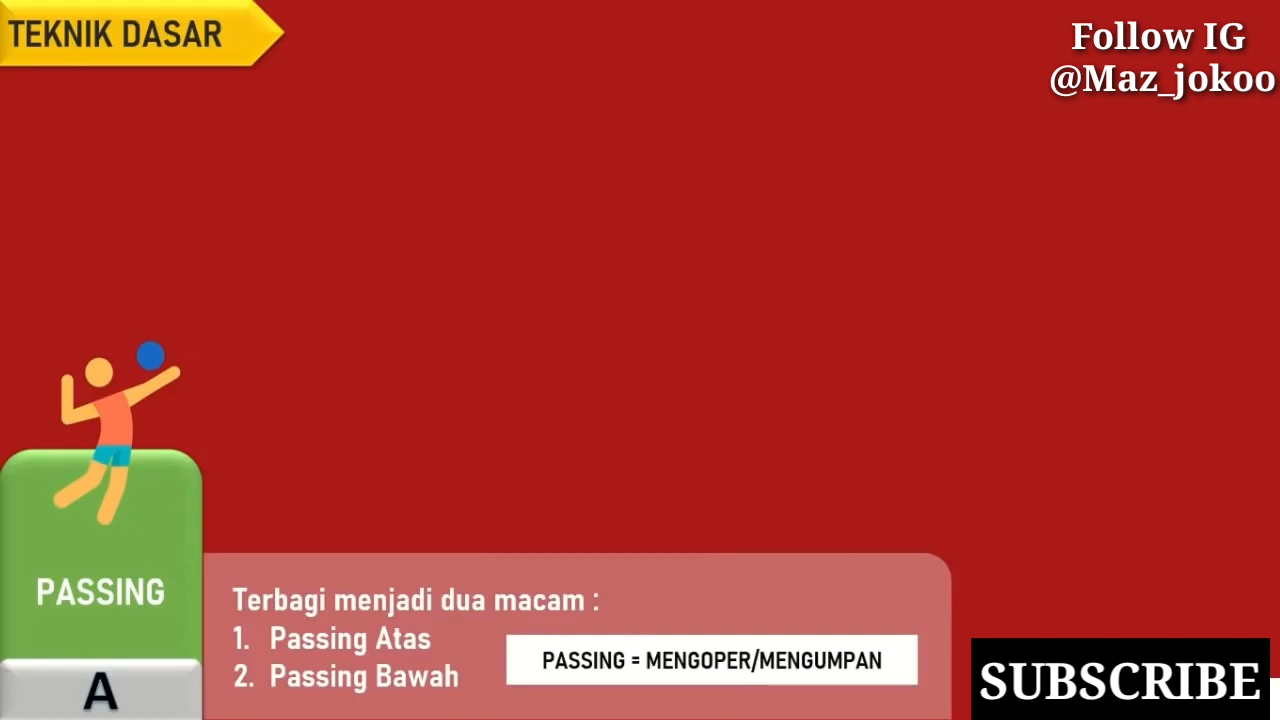 TEKNIK DASAR
Follow IG
@Maz_jokoo
PASSING
A
Terbagi menjadi dua macam :
1. Passing Atas
2. Passing Bawah
PASSING = MENGOPER/MENGUMPAN
SUBSCRIBE